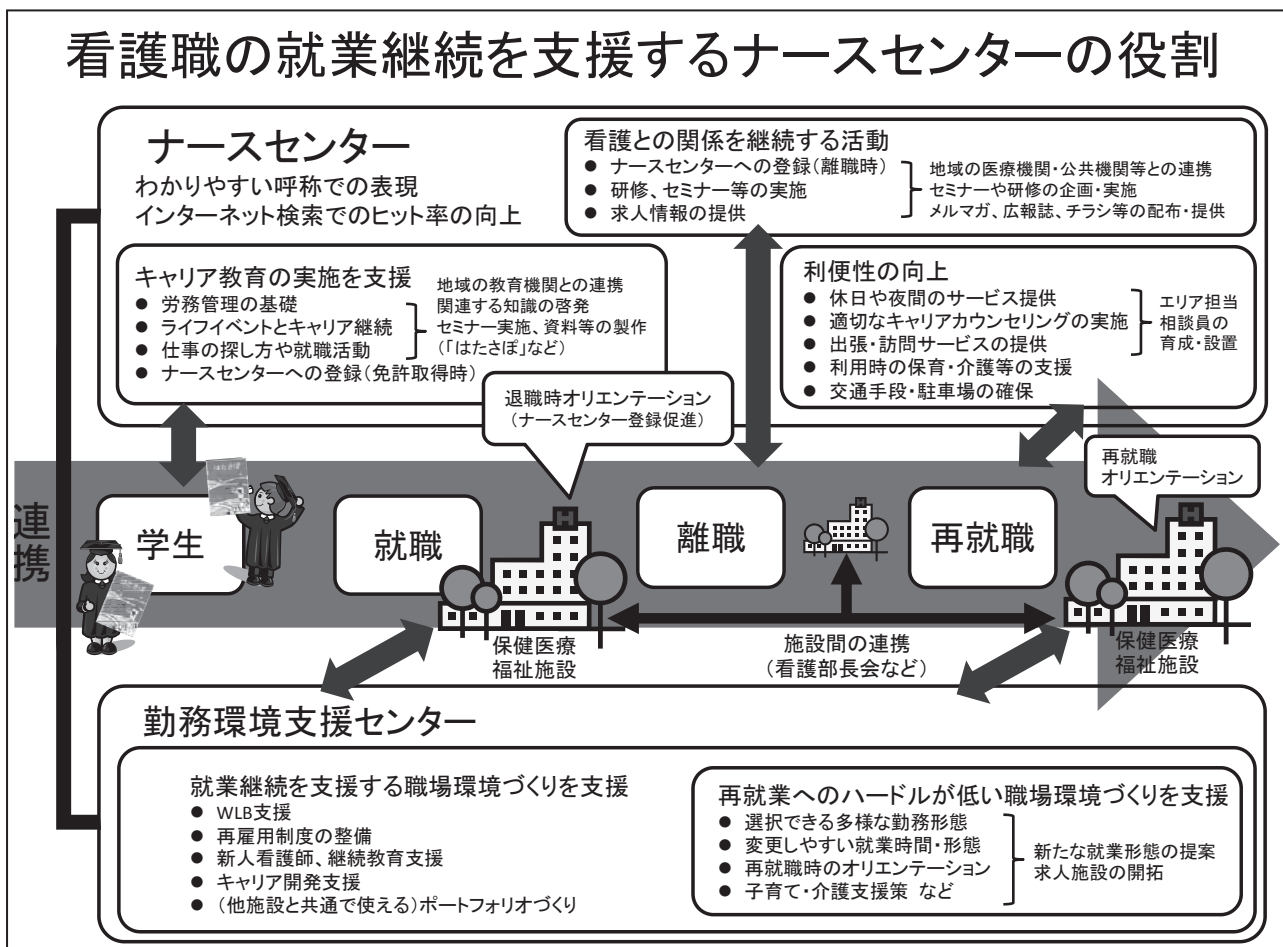 看護職の就業継続を支援するナースセンターの役割
ナースセンター
わかりやすい呼称での表現
インターネット検索でのヒット率の向上
看護との関係を継続する活動
● ナースセンターへの登録(離職時)
● 研修、セミナー等の実施
● 求人情報の提供
地域の医療機関・公共機関等との連携
セミナーや研修の企画・実施
メルマガ、広報誌、チラシ等の配布・提供
キャリア教育の実施を支援
● 労務管理の基礎
● ライフイベントとキャリア継続
● 仕事の探し方や就職活動
● ナースセンターへの登録(免許取得時)
地域の教育機関との連携
関連する知識の啓発
セミナー実施、資料等の製作
(「はたさぽ」など)
利便性の向上
● 休日や夜間のサービス提供
● 適切なキャリアカウンセリングの実施
● 出張・訪問サービスの提供
● 利用時の保育・介護等の支援
● 交通手段・駐車場の確保
エリア担当
相談員の
育成・設置
退職時オリエンテーション
(ナースセンター登録促進)
再就職
オリエンテーション
連携
学生
就職
離職
再就職
H
H
H
保健医療
福祉施設
施設間の連携
(看護部長会など)
保健医療
福祉施設
勤務環境支援センター
就業継続を支援する職場環境づくりを支援
● WLB支援
● 再雇用制度の整備
● 新人看護師、継続教育支援
● キャリア開発支援
● (他施設と共通で使える)ポートフォリオづくり
再就業へのハードルが低い職場環境づくりを支援
● 選択できる多様な勤務形態
● 変更しやすい就業時間・形態
● 再就職時のオリエンテーション
● 子育て・介護支援策 など
新たな就業形態の提案
求人施設の開拓